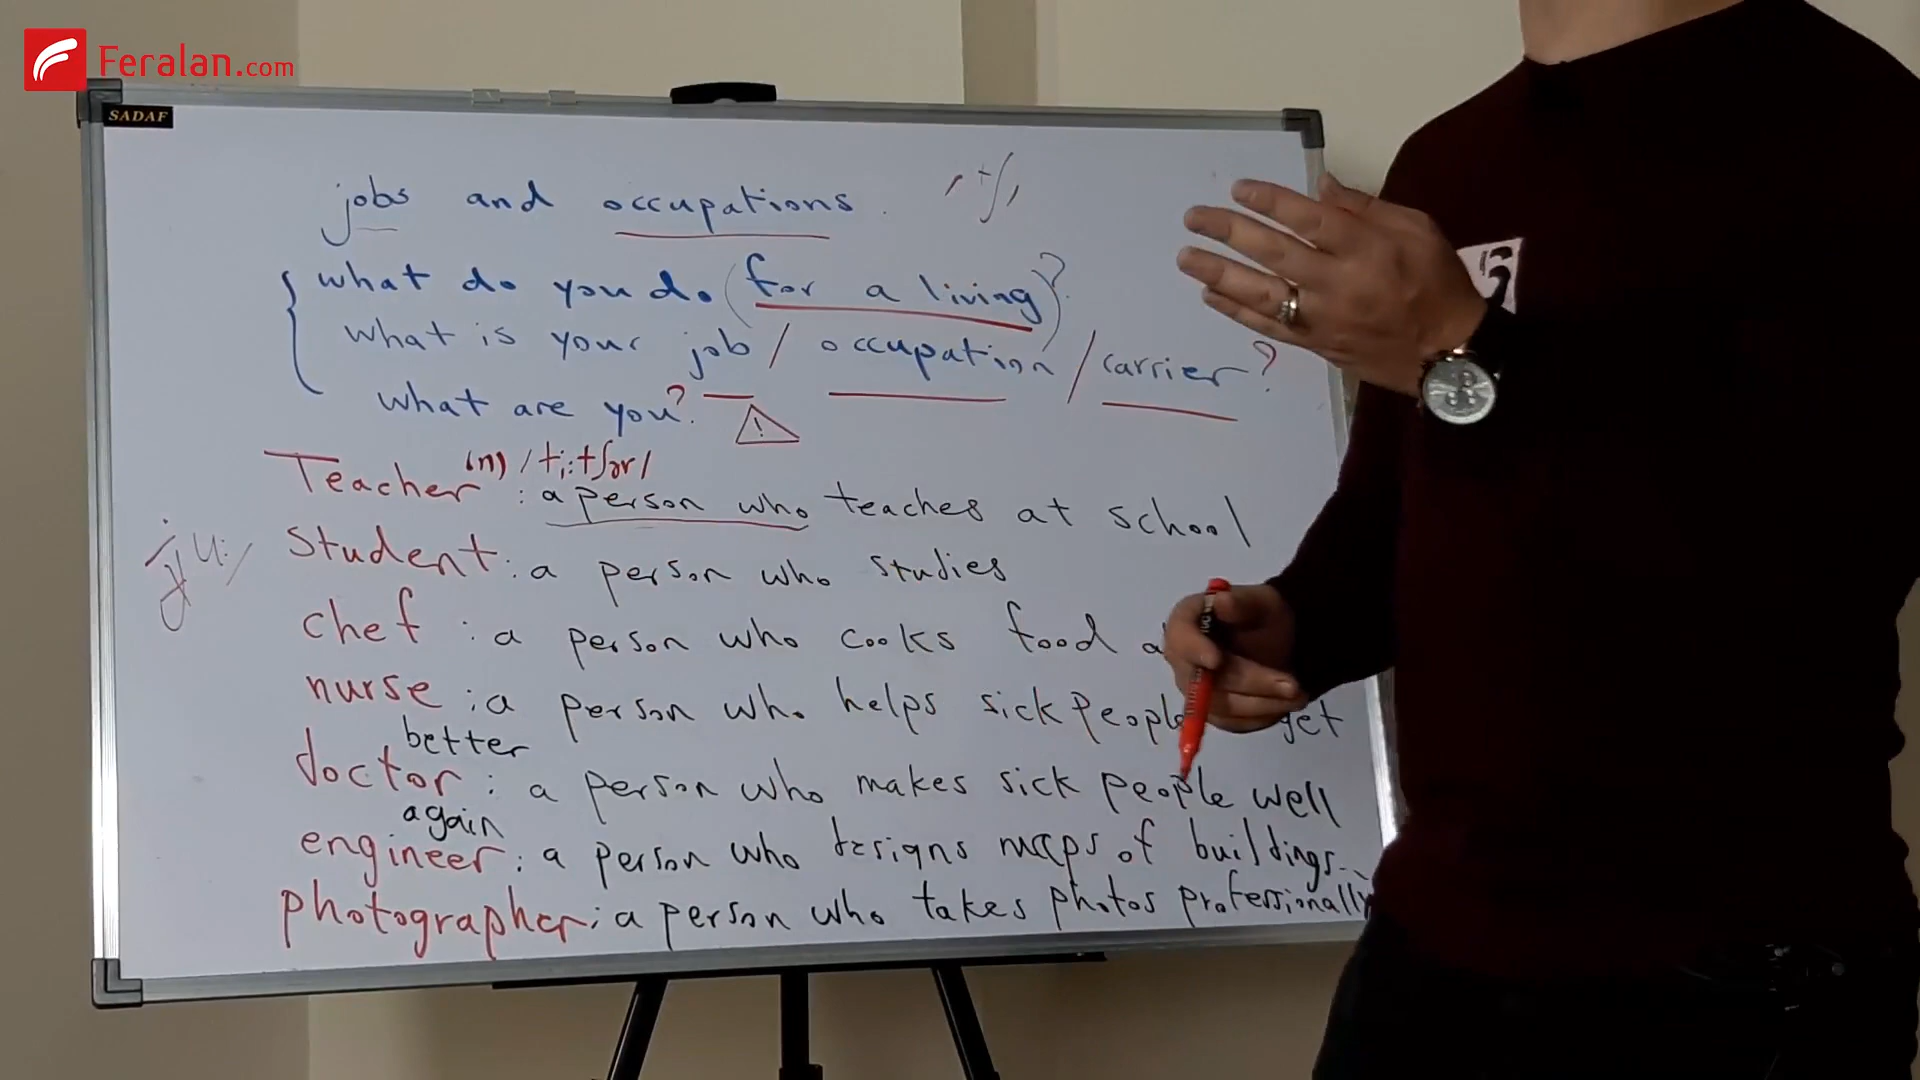 Feralan.com
SADAF
jobs and occupations. / tʃ /
what do you do (for a living)?
what is your job / occupation / carrier?
what are you?
Teacher (n) /ti:tʃər/ : a person who teaches at school
/ju:/
student : a person who studies
chef : a person who cooks food
nurse : a person who helps sick people get
better
doctor : a person who makes sick people well
again
engineer : a person who designs maps of buildings...
photographer : a person who takes photos professionally